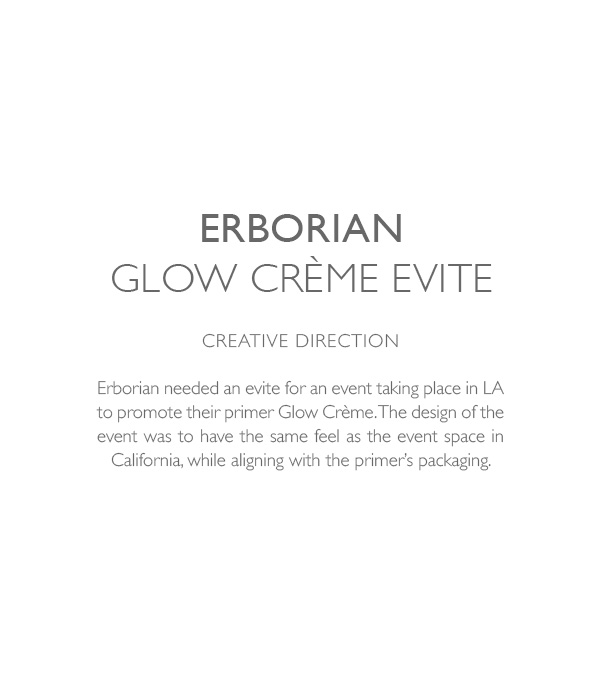 ERBORIAN
GLOW CRÈME EVITE
CREATIVE DIRECTION
Erborian needed an evite for an event taking place in LA
to promote their primer Glow Crème. The design of the
event was to have the same feel as the event space in
California, while aligning with the primer's packaging.